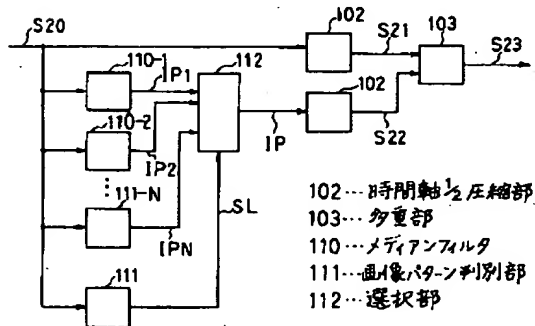 S20
102
S21
103
S23
110-1
IP1
112
110-2
IP2
IP
102
S22
⋮
111-N
IPN
SL
111
102…時間軸½圧縮部
103…多重部
110…メディアンフィルタ
111…画像パターン判別部
112…選択部